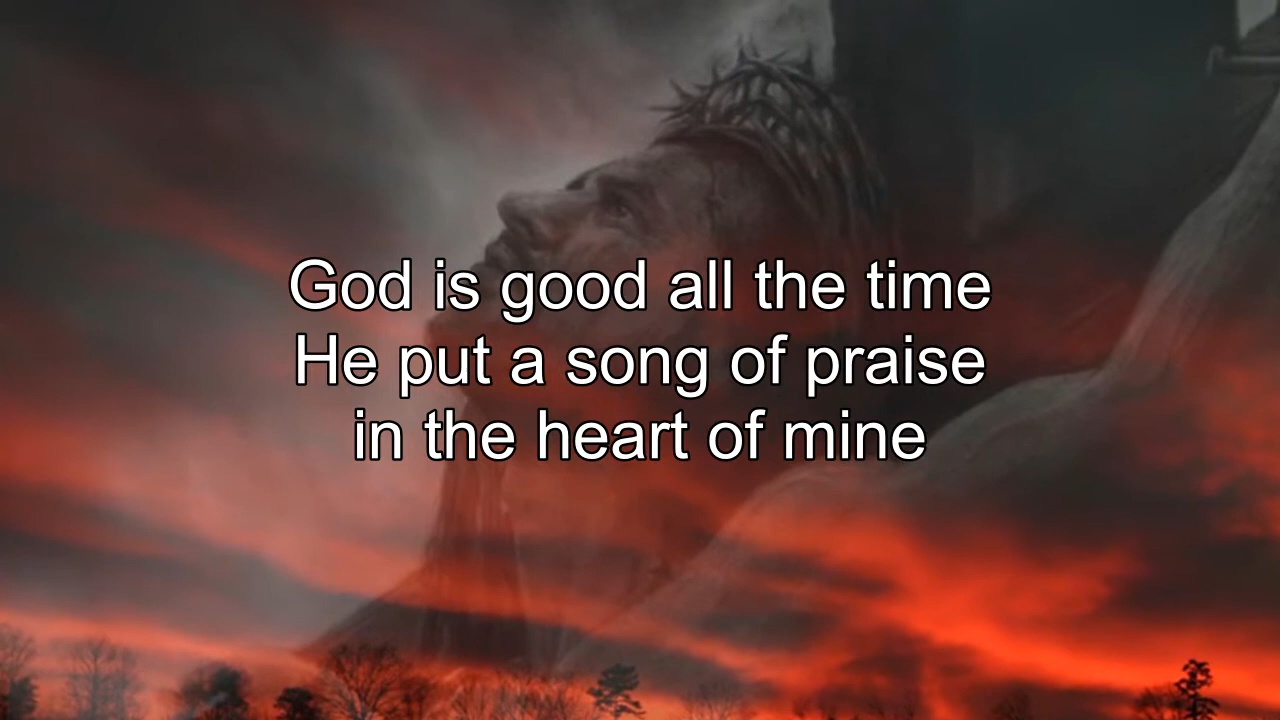 God is good all the time
He put a song of praise
in the heart of mine